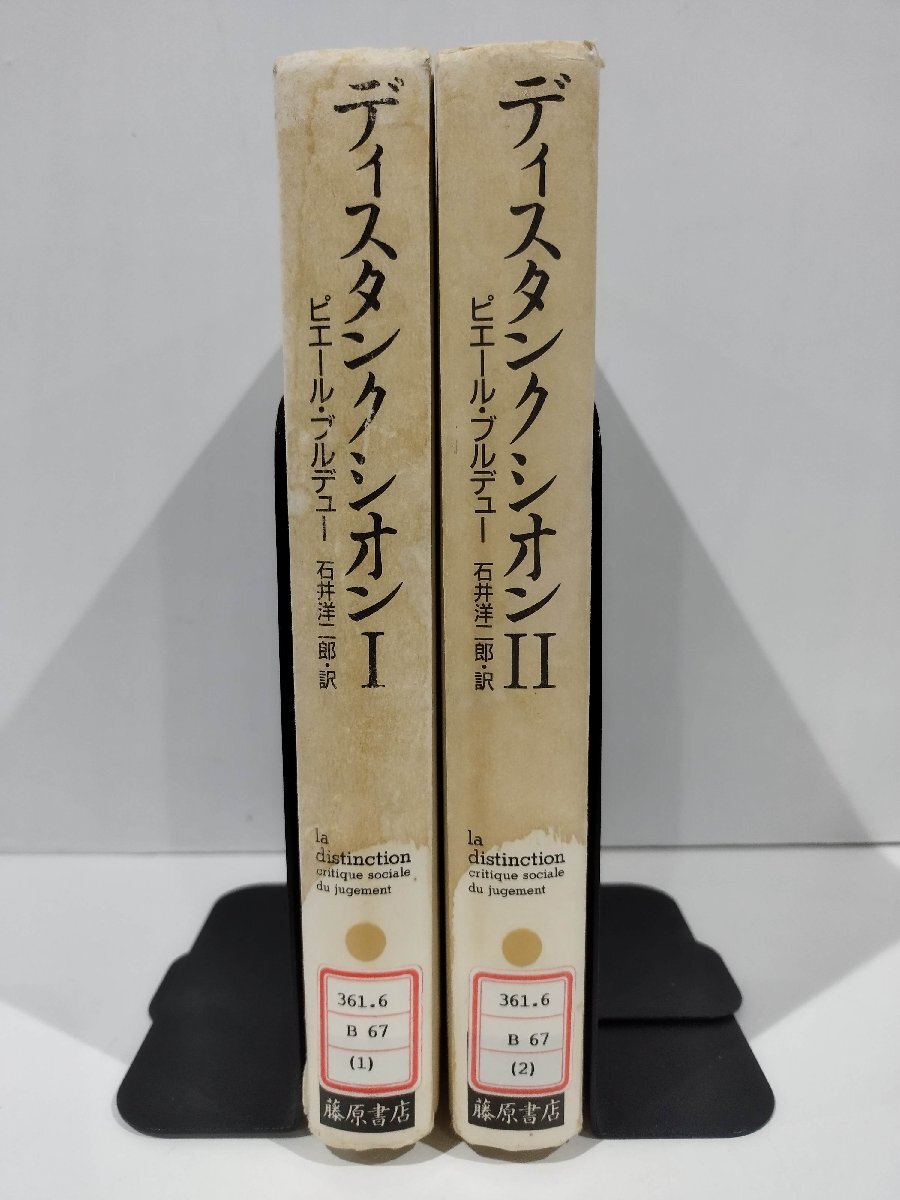 ディスタンクシオン I
ピエール・ブルデュー 石井洋二郎・訳
la
distinction
critique sociale
du jugement
361.6
B 67
(1)
藤原書店
ディスタンクシオン II
ピエール・ブルデュー 石井洋二郎・訳
la
distinction
critique sociale
du jugement
361.6
B 67
(2)
藤原書店